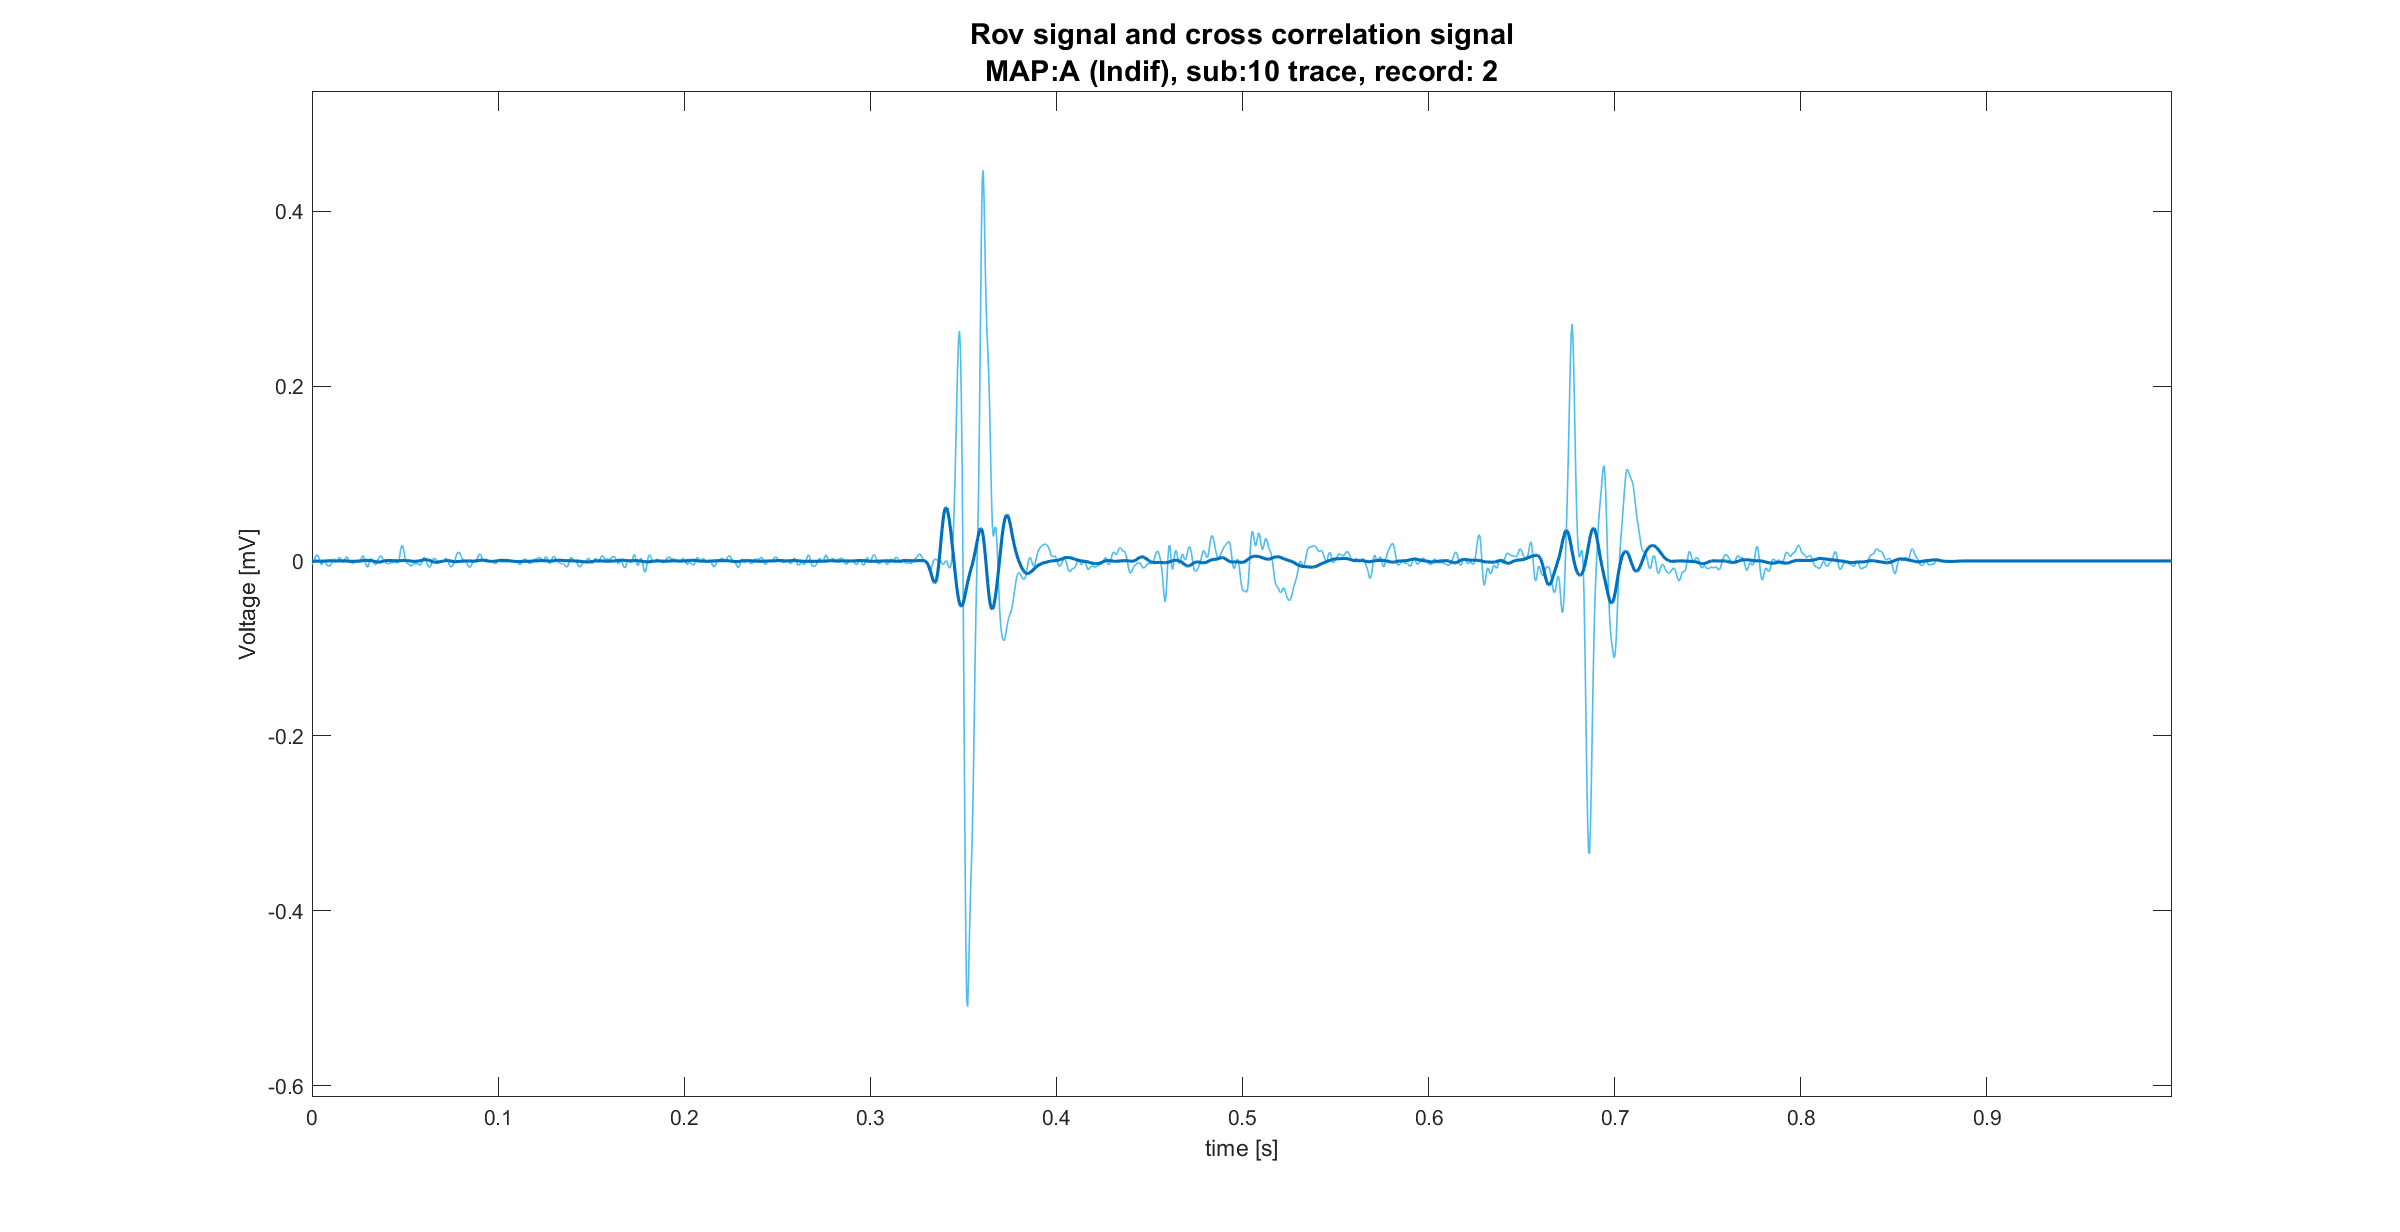 Rov signal and cross correlation signal
MAP:A (Indif), sub:10 trace, record: 2
Voltage [mV]
0.4
0.2
0
-0.2
-0.4
-0.6
0 0.1 0.2 0.3 0.4 0.5 0.6 0.7 0.8 0.9
time [s]